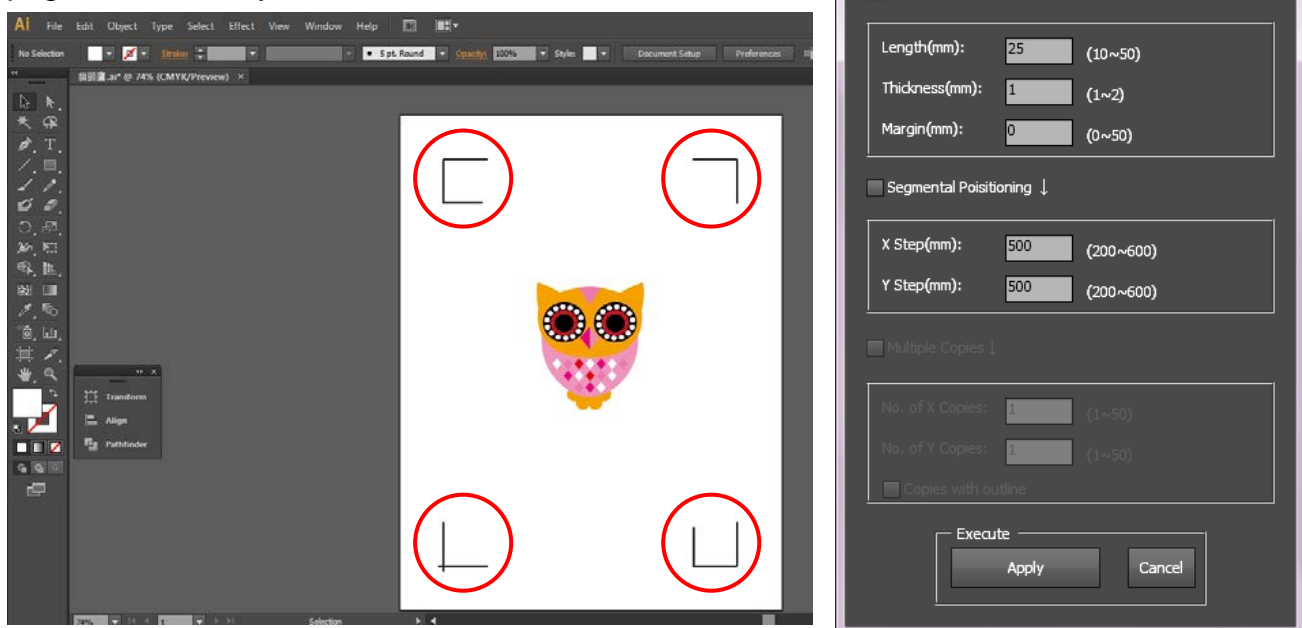 Ai File Edit Object Type Select Effect View Window Help
No Selection Stroke: 5 pt. Round Opacity: 100% Style: Document Setup Preferences
.ai* @ 74% (CMYK/Preview) ×
Transform
Align
Pathfinder
74% 1 Selection
Length(mm): 25 (10~50)
Thickness(mm): 1 (1~2)
Margin(mm): 0 (0~50)
Segmental Poisitioning ↓
X Step(mm): 500 (200~600)
Y Step(mm): 500 (200~600)
Multiple Copies ↓
No. of X Copies: 1 (1~50)
No. of Y Copies: 1 (1~50)
Copies with outline
Execute
Apply Cancel